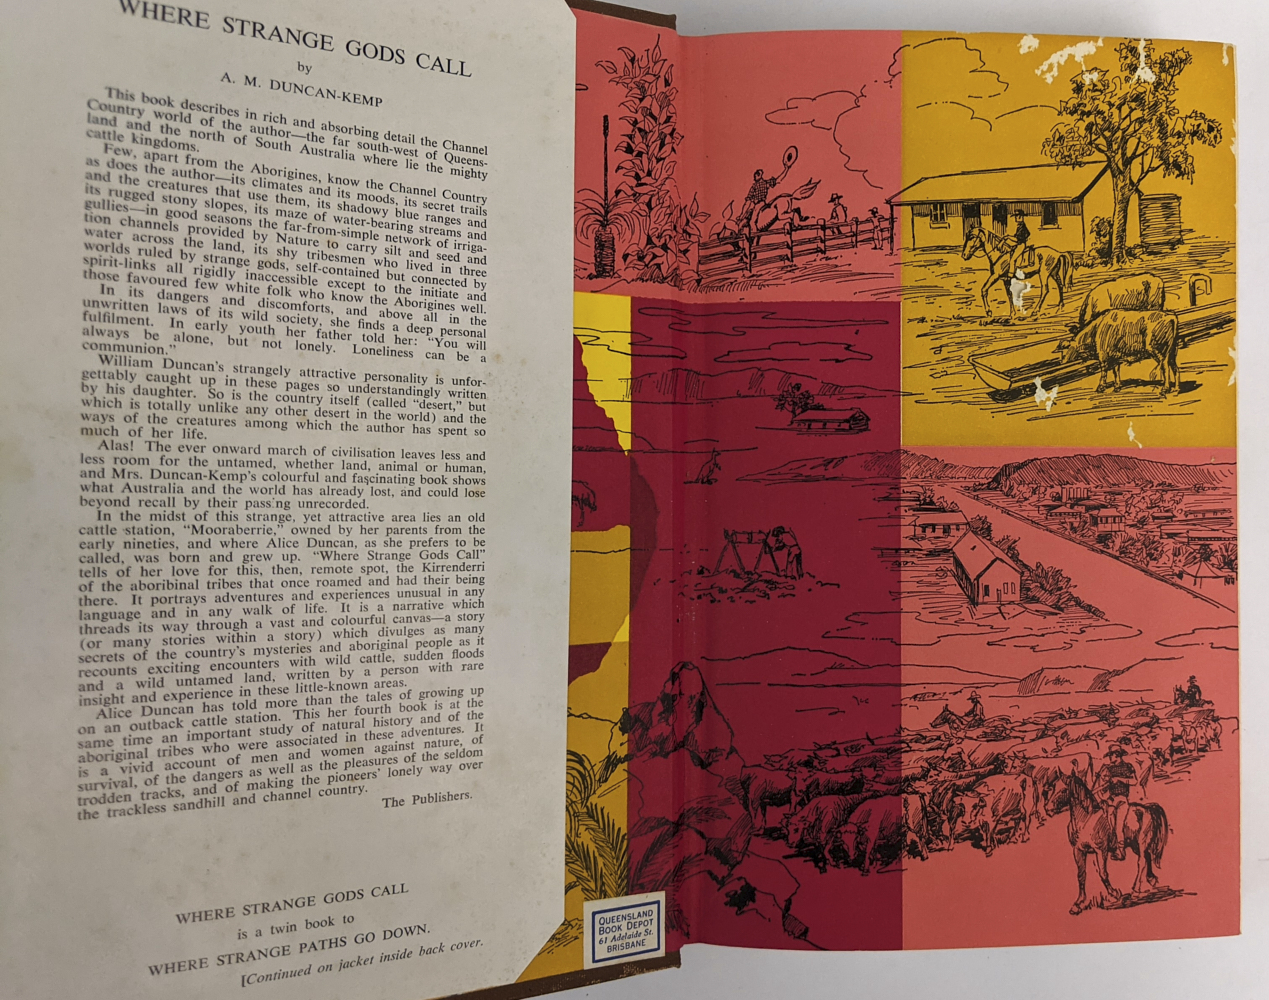 WHERE STRANGE GODS CALL
by
A. M. DUNCAN-KEMP
This book describes in rich and absorbing detail the Channel
Country world of the author—the far south-west of Queens-
land and the north of South Australia where lie the mighty
cattle kingdoms.
Few, apart from the Aborigines, know the Channel Country
as does the author—its climates and its moods, its secret trails
and the creatures that use them, its shadowy blue ranges and
its rugged stony slopes, its maze of water-bearing streams and
gullies—in good seasons the far-from-simple network of irriga-
tion channels provided by Nature to carry silt and seed and
water across the land, its shy tribesmen who lived in three
worlds ruled by strange gods, self-contained but connected by
spirit-links all rigidly inaccessible except to the initiate and
those favoured few white folk who know the Aborigines well.
In its dangers and discomforts, and above all in the
unwritten laws of its wild society, she finds a deep personal
fulfilment. In early youth her father told her: "You will
always be alone, but not lonely. Loneliness can be a
communion."
William Duncan's strangely attractive personality is unfor-
gettably caught up in these pages so understandingly written
by his daughter. So is the country itself (called "desert," but
which is totally unlike any other desert in the world) and the
ways of the creatures among which the author has spent so
much of her life.
Alas! The ever onward march of civilisation leaves less and
less room for the untamed, whether land, animal or human,
and Mrs. Duncan-Kemp's colourful and fascinating book shows
what Australia and the world has already lost, and could lose
beyond recall by their passing unrecorded.
In the midst of this strange, yet attractive area lies an old
cattle station, "Mooraberrie," owned by her parents from the
early nineties, and where Alice Duncan, as she prefers to be
called, was born and grew up. "Where Strange Gods Call"
tells of her love for this, then, remote spot, the Kirrenderri
of the aboribinal tribes that once roamed and had their being
there. It portrays adventures and experiences unusual in any
language and in any walk of life. It is a narrative which
threads its way through a vast and colourful canvas—a story
(or many stories within a story) which divulges as many
secrets of the country's mysteries and aboriginal people as it
recounts exciting encounters with wild cattle, sudden floods
and a wild untamed land, written by a person with rare
insight and experience in these little-known areas.
Alice Duncan has told more than the tales of growing up
on an outback cattle station. This her fourth book is at the
same time an important study of natural history and of the
aboriginal tribes who were associated in these adventures. It
is a vivid account of men and women against nature, of
survival, of the dangers as well as the pleasures of the seldom
trodden tracks, and of making the pioneers' lonely way over
the trackless sandhill and channel country.
The Publishers.
WHERE STRANGE GODS CALL
is a twin book to
WHERE STRANGE PATHS GO DOWN.
[Continued on jacket inside back cover.
QUEENSLAND
BOOK DEPOT
61 Adelaide St.
BRISBANE